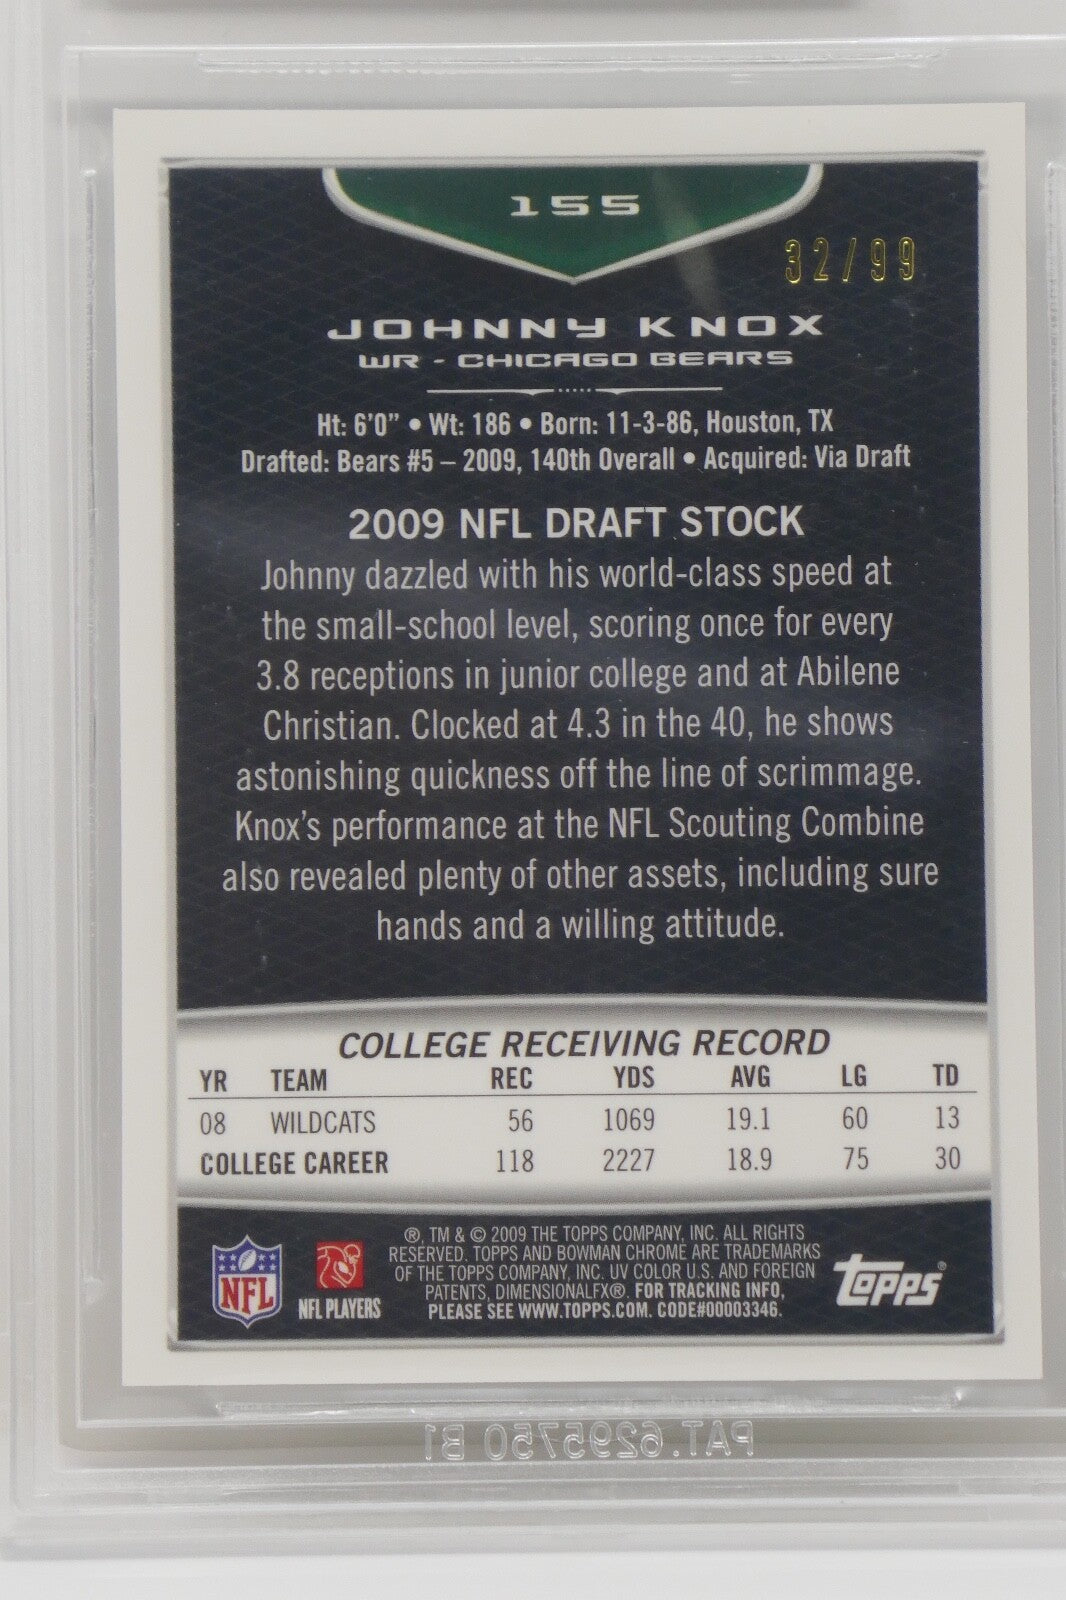 155
32/99
JOHNNY KNOX
WR - CHICAGO BEARS
Ht: 6'0" • Wt: 186 • Born: 11-3-86, Houston, TX
Drafted: Bears #5 – 2009, 140th Overall • Acquired: Via Draft
2009 NFL DRAFT STOCK
Johnny dazzled with his world-class speed at
the small-school level, scoring once for every
3.8 receptions in junior college and at Abilene
Christian. Clocked at 4.3 in the 40, he shows
astonishing quickness off the line of scrimmage.
Knox's performance at the NFL Scouting Combine
also revealed plenty of other assets, including sure
hands and a willing attitude.
COLLEGE RECEIVING RECORD
YR TEAM REC YDS AVG LG TD
08 WILDCATS 56 1069 19.1 60 13
COLLEGE CAREER 118 2227 18.9 75 30
NFL
NFL PLAYERS
®, TM & © 2009 THE TOPPS COMPANY, INC. ALL RIGHTS
RESERVED. TOPPS AND BOWMAN CHROME ARE TRADEMARKS
OF THE TOPPS COMPANY, INC. UV COLOR U.S. AND FOREIGN
PATENTS, DIMENSIONALFX®. FOR TRACKING INFO,
PLEASE SEE WWW.TOPPS.COM. CODE#00003346.
topps®
PAT. 6295750 B1